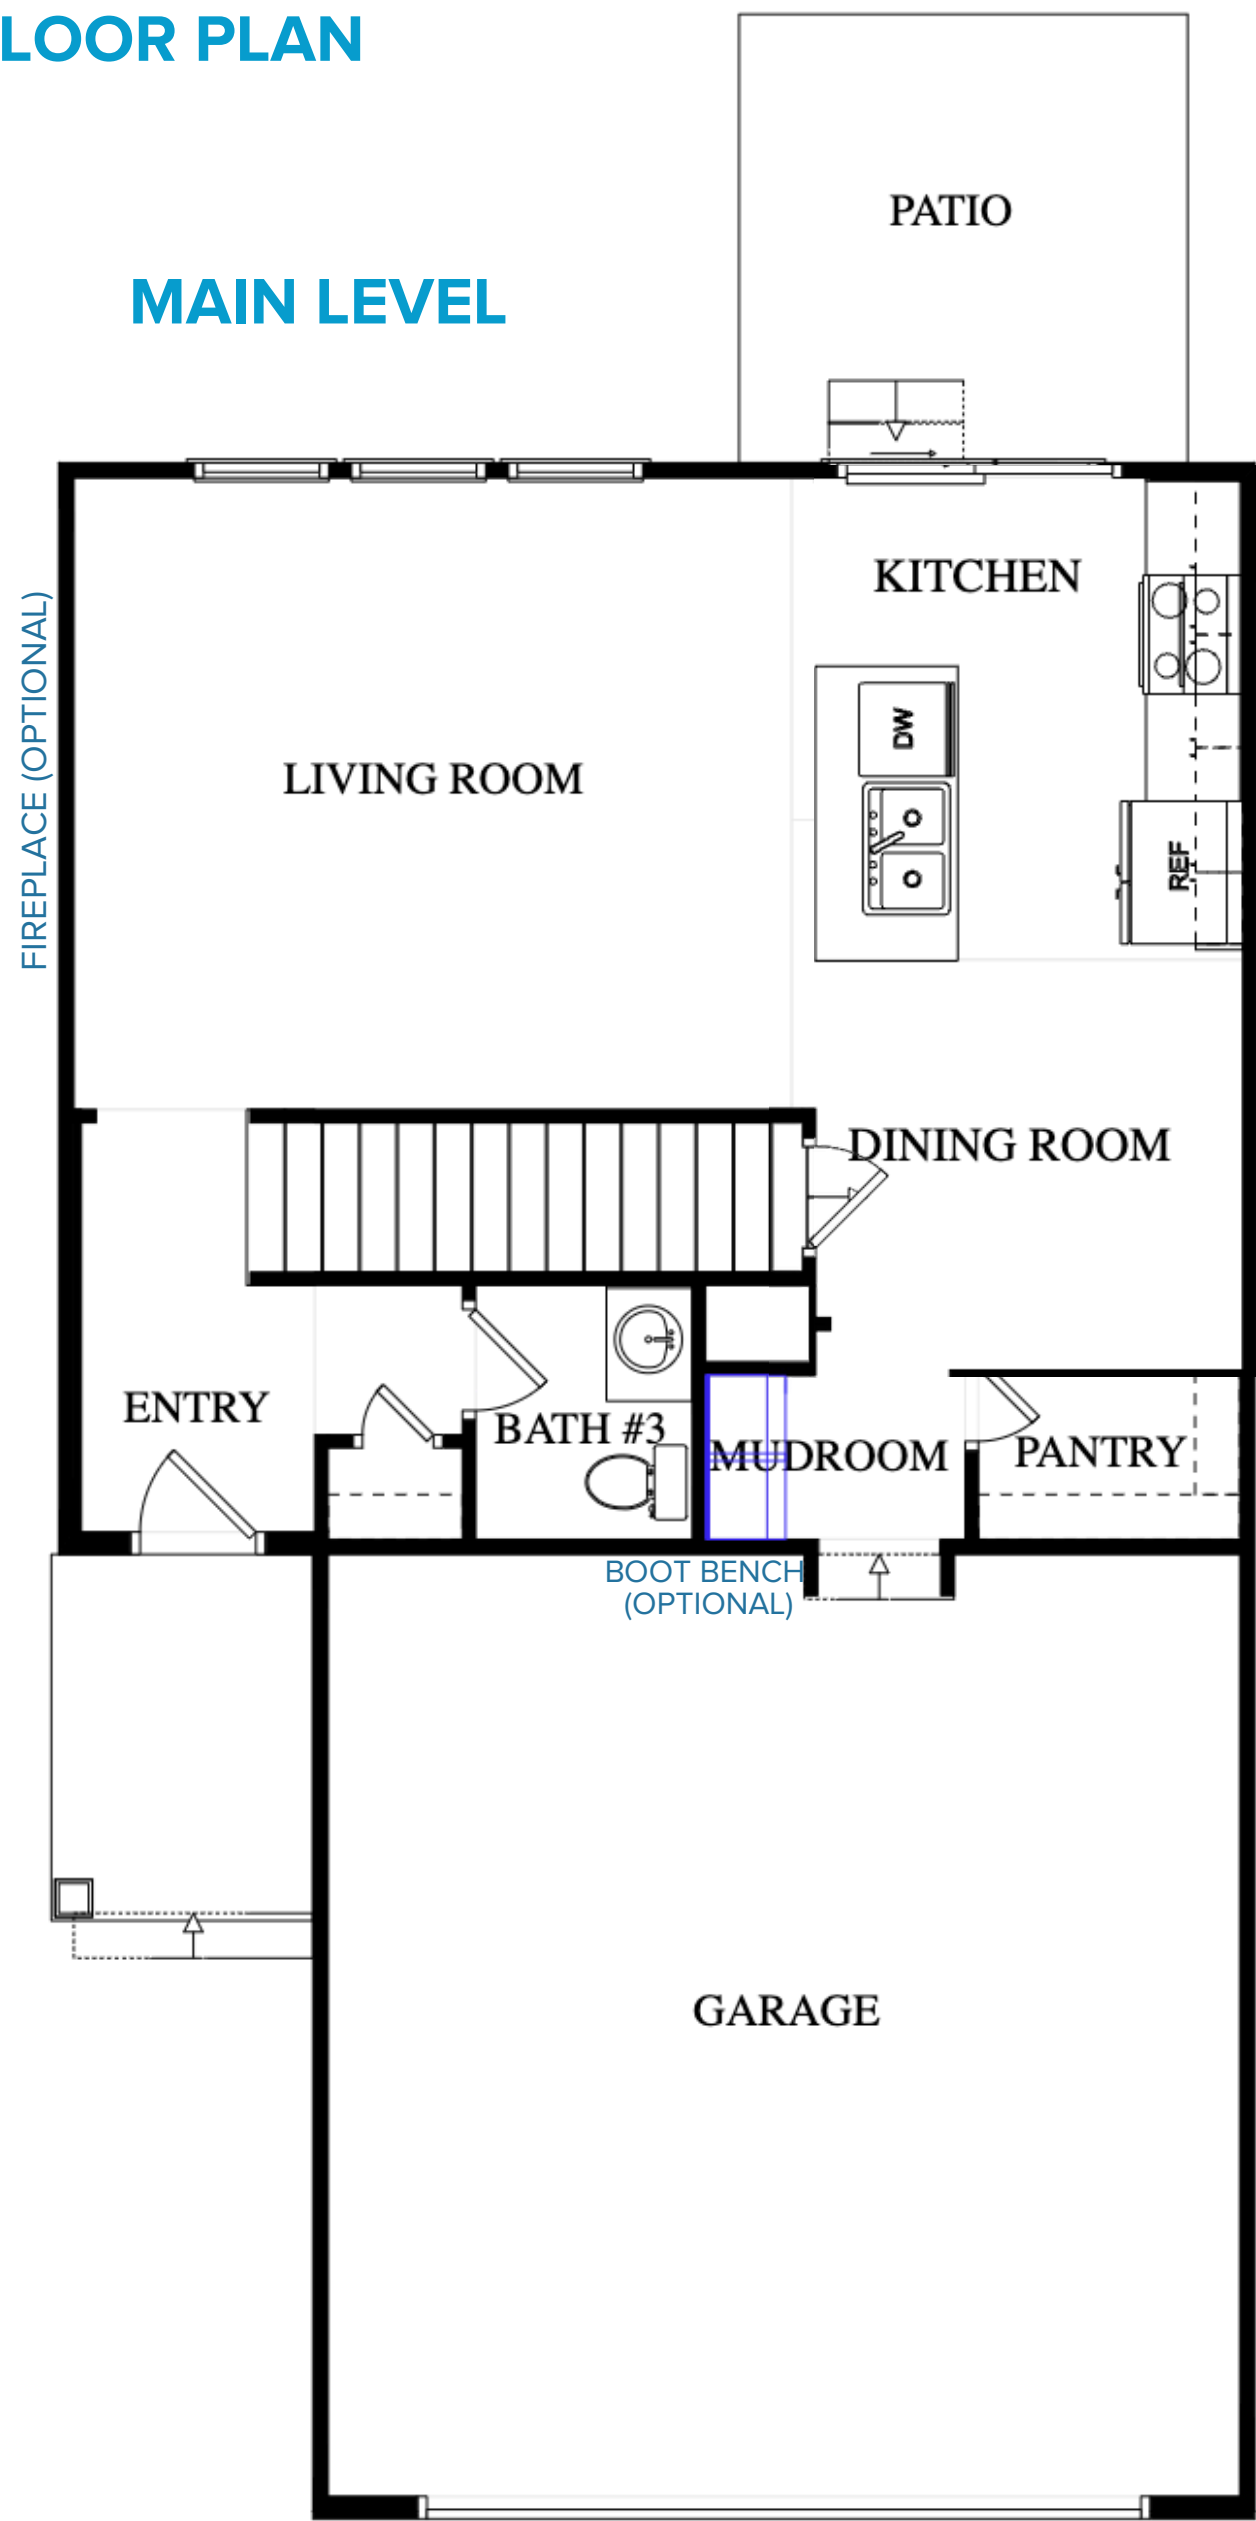 LOOR PLAN
PATIO
MAIN LEVEL
KITCHEN
FIREPLACE (OPTIONAL)
DW
LIVING ROOM
REF
DINING ROOM
ENTRY
BATH #3
MUDROOM
PANTRY
BOOT BENCH
(OPTIONAL)
GARAGE